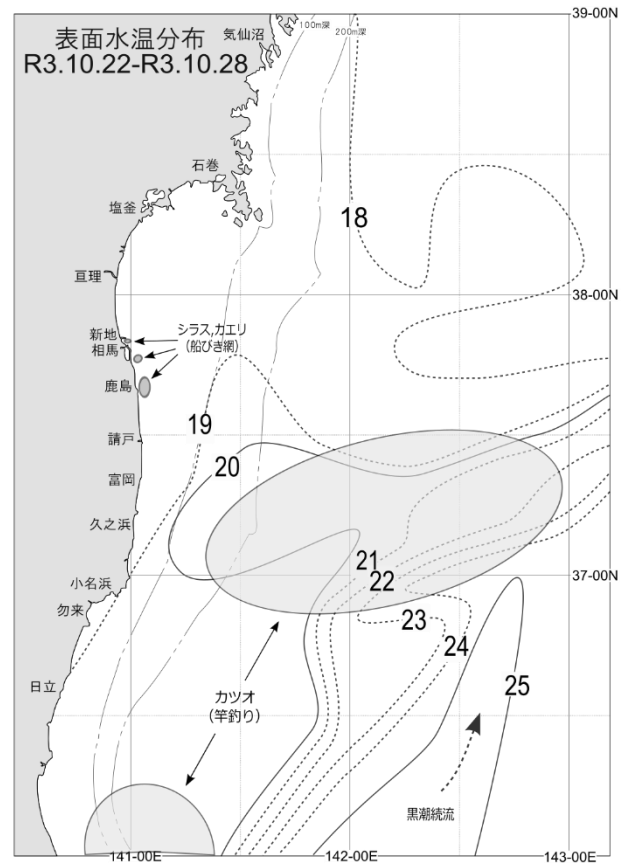 表面水温分布
R3.10.22-R3.10.28
気仙沼
100m深
200m深
39-00N
石巻
塩釜
18
亘理
38-00N
新地
相馬
シラス,カエリ
(船びき網)
鹿島
19
請戸
20
富岡
久之浜
21
22
37-00N
小名浜
勿来
23
24
25
日立
カツオ
(竿釣り)
黒潮続流
141-00E
142-00E
143-00E